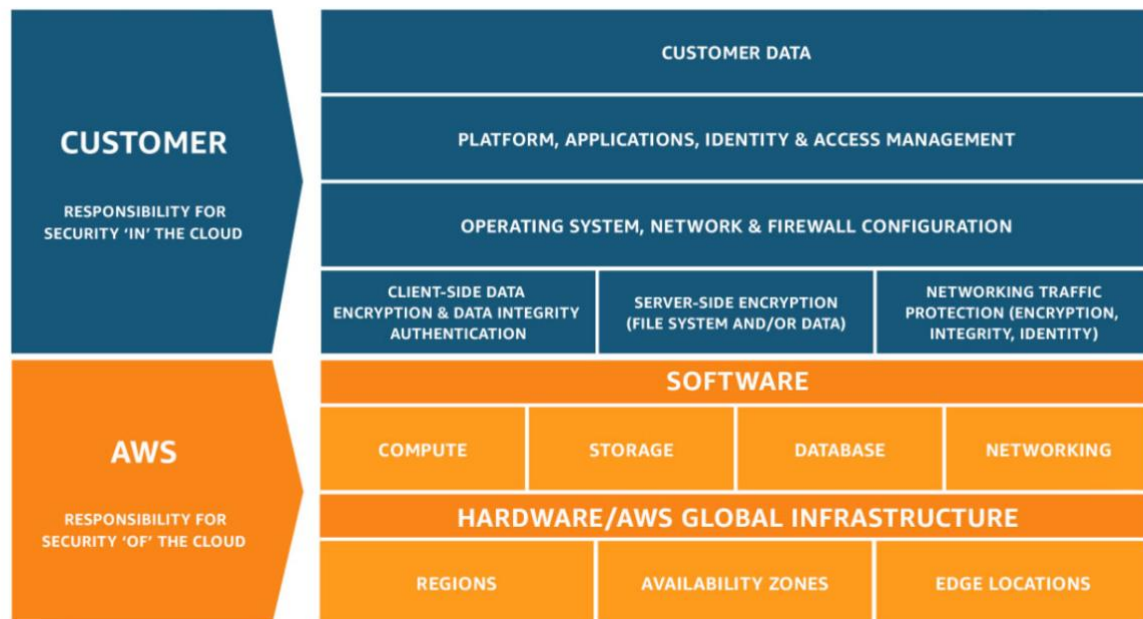 CUSTOMER
RESPONSIBILITY FOR
SECURITY ‘IN’ THE CLOUD
CUSTOMER DATA
PLATFORM, APPLICATIONS, IDENTITY & ACCESS MANAGEMENT
OPERATING SYSTEM, NETWORK & FIREWALL CONFIGURATION
CLIENT-SIDE DATA
ENCRYPTION & DATA INTEGRITY
AUTHENTICATION
SERVER-SIDE ENCRYPTION
(FILE SYSTEM AND/OR DATA)
NETWORKING TRAFFIC
PROTECTION (ENCRYPTION,
INTEGRITY, IDENTITY)
AWS
RESPONSIBILITY FOR
SECURITY ‘OF’ THE CLOUD
SOFTWARE
COMPUTE
STORAGE
DATABASE
NETWORKING
HARDWARE/AWS GLOBAL INFRASTRUCTURE
REGIONS
AVAILABILITY ZONES
EDGE LOCATIONS